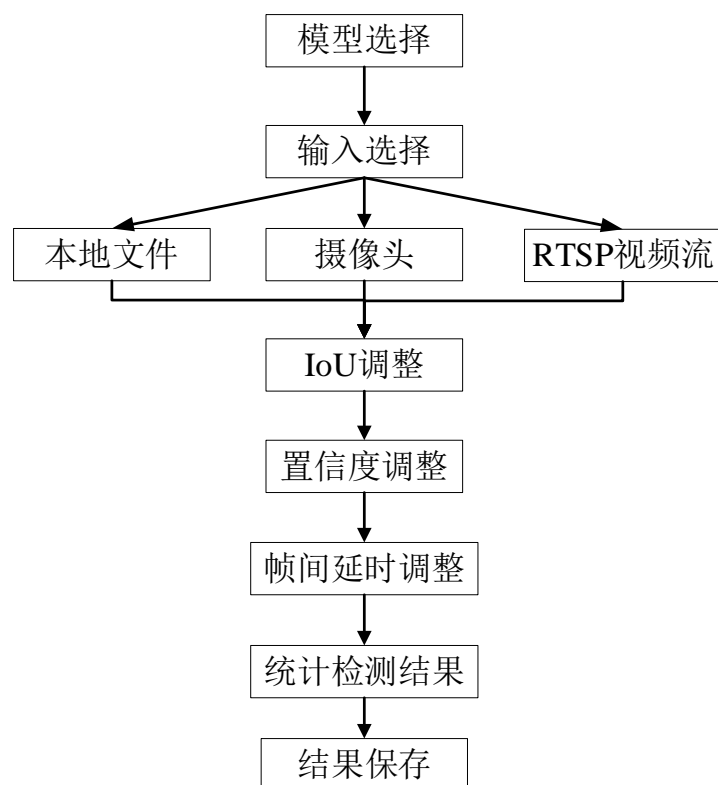 模型选择
输入选择
本地文件
摄像头
RTSP视频流
IoU调整
置信度调整
帧间延时调整
统计检测结果
结果保存